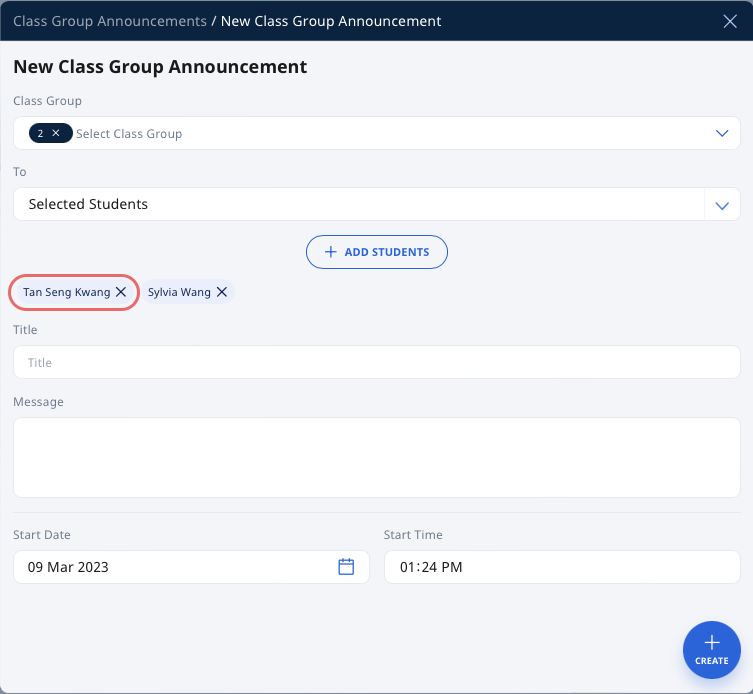 Class Group Announcements / New Class Group Announcement
New Class Group Announcement
Class Group
2 × Select Class Group
To
Selected Students
+ ADD STUDENTS
Tan Seng Kwang × Sylvia Wang ×
Title
Title
Message
Start Date Start Time
09 Mar 2023 01:24 PM
+
CREATE